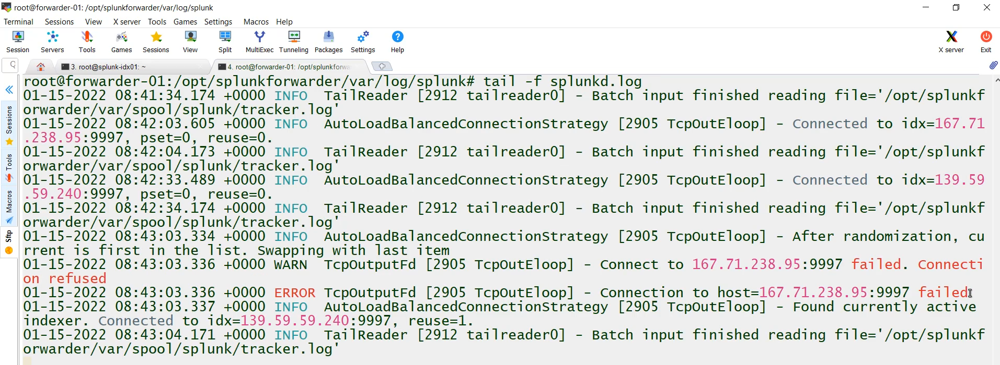 root@forwarder-01: /opt/splunkforwarder/var/log/splunk
Terminal Sessions View X server Tools Games Settings Macros Help
Session Servers Tools Games Sessions View Split MultiExec Tunneling Packages Settings Help X server Exit
3. root@splunk-idx01: ~ 4. root@forwarder-01: /opt/splunkforwa
Sessions
Tools
Macros
Sftp
root@forwarder-01:/opt/splunkforwarder/var/log/splunk# tail -f splunkd.log
01-15-2022 08:41:34.174 +0000 INFO  TailReader [2912 tailreader0] - Batch input finished reading file='/opt/splunkf
orwarder/var/spool/splunk/tracker.log'
01-15-2022 08:42:03.605 +0000 INFO  AutoLoadBalancedConnectionStrategy [2905 TcpOutEloop] - Connected to idx=167.71
.238.95:9997, pset=0, reuse=0.
01-15-2022 08:42:04.173 +0000 INFO  TailReader [2912 tailreader0] - Batch input finished reading file='/opt/splunkf
orwarder/var/spool/splunk/tracker.log'
01-15-2022 08:42:33.489 +0000 INFO  AutoLoadBalancedConnectionStrategy [2905 TcpOutEloop] - Connected to idx=139.59
.59.240:9997, pset=0, reuse=0.
01-15-2022 08:42:34.174 +0000 INFO  TailReader [2912 tailreader0] - Batch input finished reading file='/opt/splunkf
orwarder/var/spool/splunk/tracker.log'
01-15-2022 08:43:03.334 +0000 INFO  AutoLoadBalancedConnectionStrategy [2905 TcpOutEloop] - After randomization, cu
rrent is first in the list. Swapping with last item
01-15-2022 08:43:03.336 +0000 WARN  TcpOutputFd [2905 TcpOutEloop] - Connect to 167.71.238.95:9997 failed. Connecti
on refused
01-15-2022 08:43:03.336 +0000 ERROR TcpOutputFd [2905 TcpOutEloop] - Connection to host=167.71.238.95:9997 failed
01-15-2022 08:43:03.337 +0000 INFO  AutoLoadBalancedConnectionStrategy [2905 TcpOutEloop] - Found currently active
indexer. Connected to idx=139.59.59.240:9997, reuse=1.
01-15-2022 08:43:04.171 +0000 INFO  TailReader [2912 tailreader0] - Batch input finished reading file='/opt/splunkf
orwarder/var/spool/splunk/tracker.log'